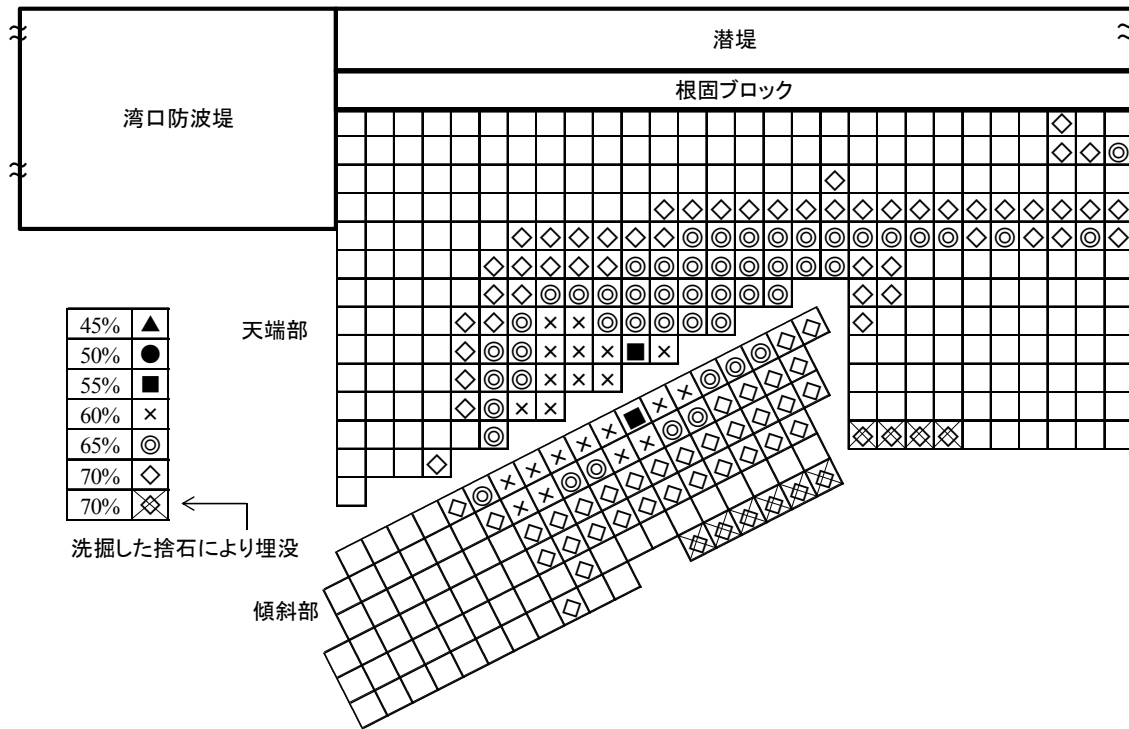 潜堤
根固ブロック
湾口防波堤
天端部
45% ▲
50% ●
55% ■
60% ×
65% ◎
70% ◇
70%
洗掘した捨石により埋没
傾斜部